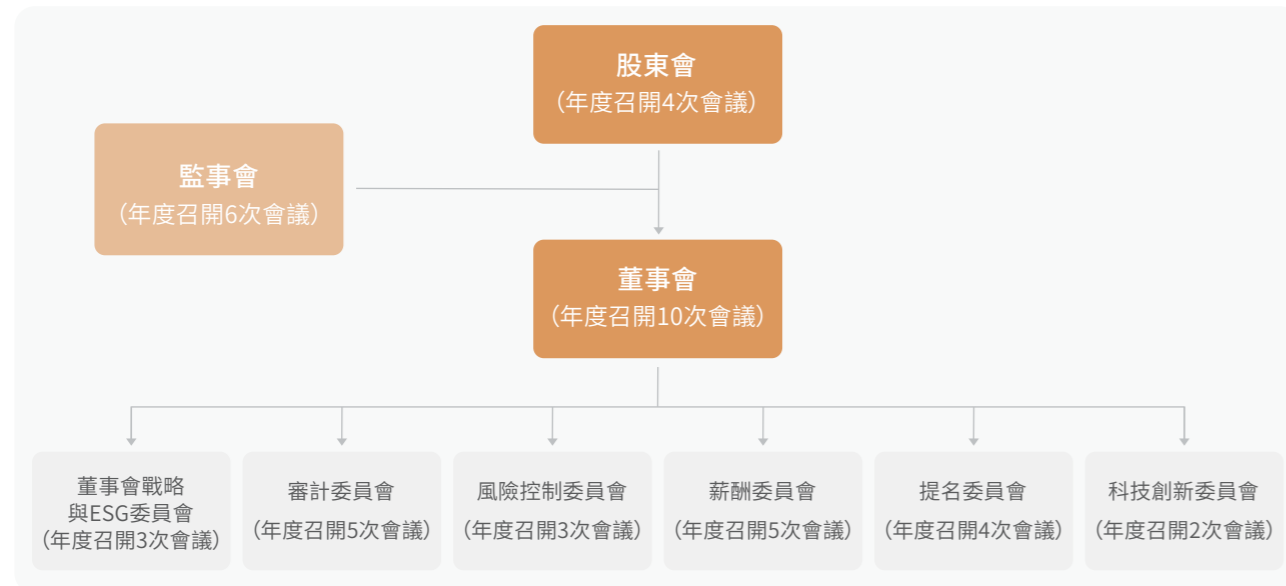 股東會
（年度召開4次會議）
監事會
（年度召開6次會議）
董事會
（年度召開10次會議）
董事會戰略
與ESG委員會
（年度召開3次會議）
審計委員會
（年度召開5次會議）
風險控制委員會
（年度召開3次會議）
薪酬委員會
（年度召開5次會議）
提名委員會
（年度召開4次會議）
科技創新委員會
（年度召開2次會議）